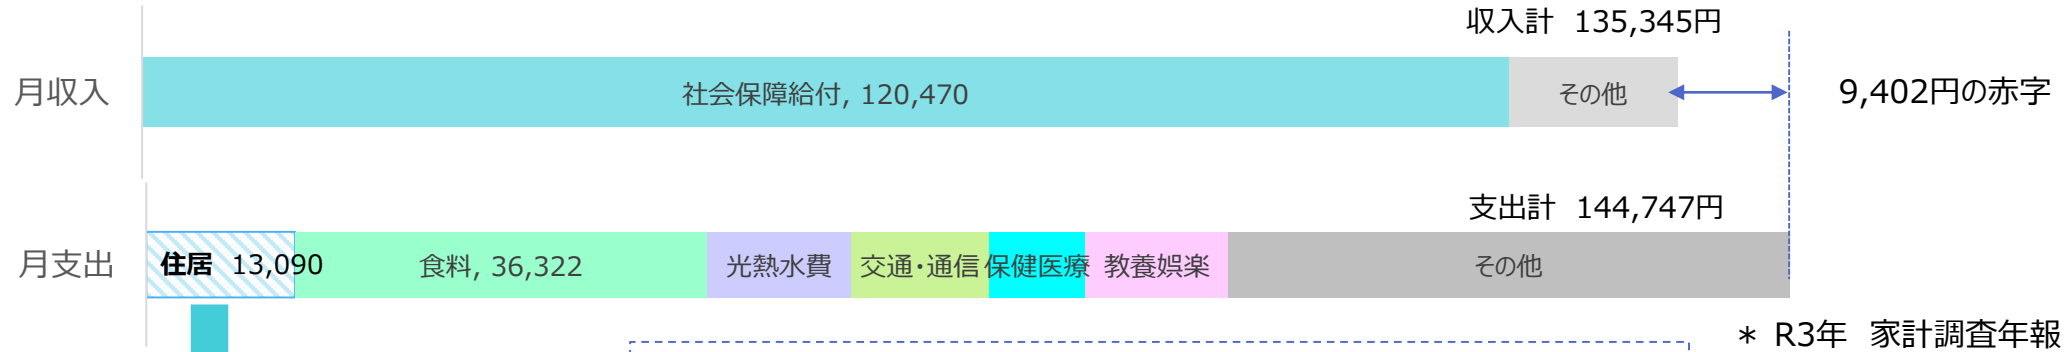 収入計 135,345円
月収入
社会保障給付, 120,470
その他
9,402円の赤字
支出計 144,747円
月支出
住居 13,090
食料, 36,322
光熱水費
交通・通信
保健医療
教養娯楽
その他
* R3年 家計調査年報